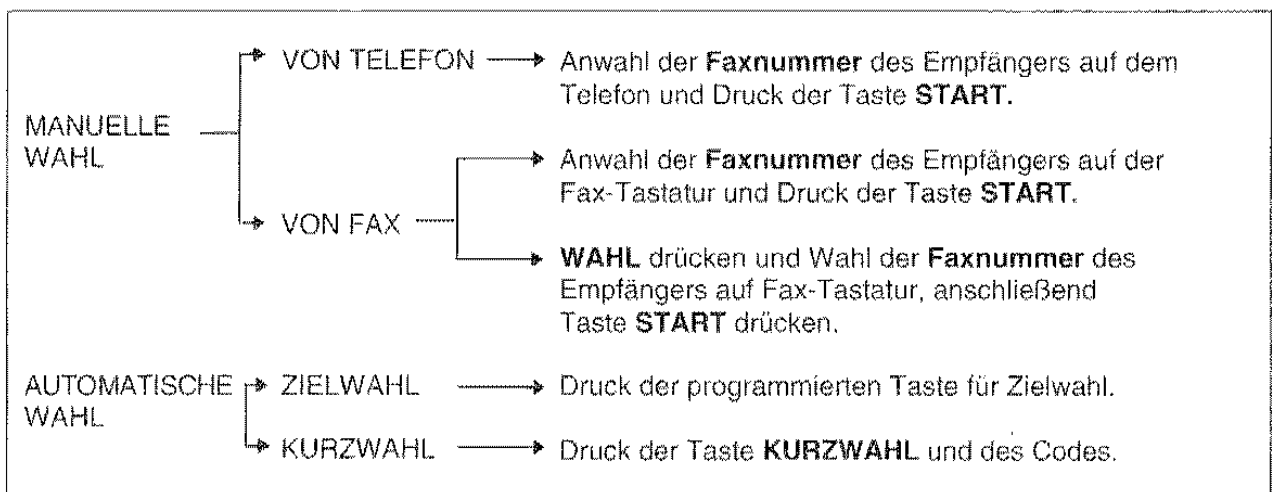 VON TELEFON Anwahl der Faxnummer des Empfängers auf dem
Telefon und Druck der Taste START.
MANUELLE
WAHL
Anwahl der Faxnummer des Empfängers auf der
Fax-Tastatur und Druck der Taste START.
VON FAX
WAHL drücken und Wahl der Faxnummer des
Empfängers auf Fax-Tastatur, anschließend
Taste START drücken.
AUTOMATISCHE ZIELWAHL Druck der programmierten Taste für Zielwahl.
WAHL
KURZWAHL Druck der Taste KURZWAHL und des Codes.